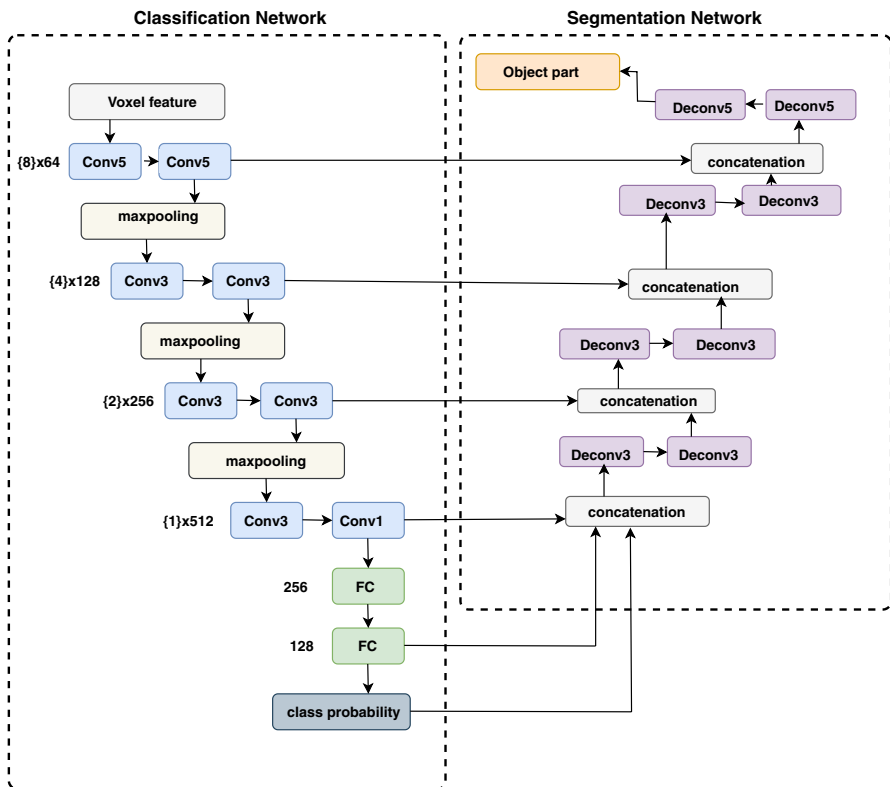 Classification Network
Voxel feature
{8}x64
Conv5
Conv5
maxpooling
{4}x128
Conv3
Conv3
maxpooling
{2}x256
Conv3
Conv3
maxpooling
{1}x512
Conv3
Conv1
256
FC
128
FC
class probability
Segmentation Network
Object part
Deconv5
Deconv5
concatenation
Deconv3
Deconv3
concatenation
Deconv3
Deconv3
concatenation
Deconv3
Deconv3
concatenation